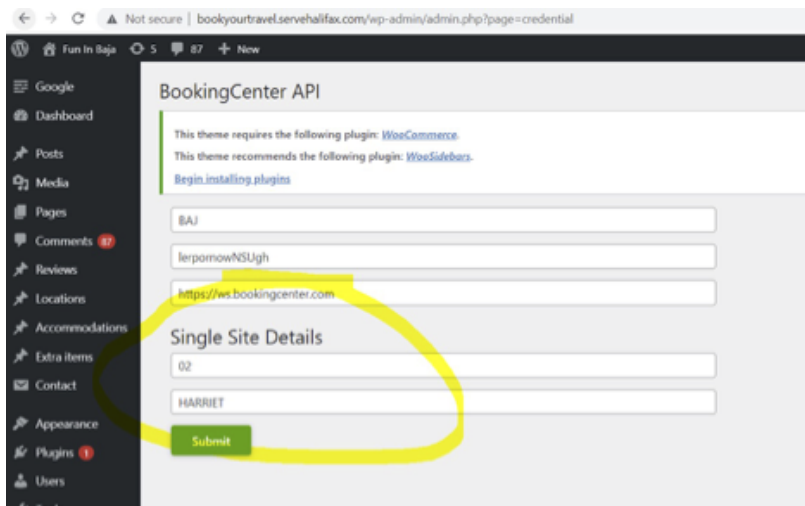 Not secure | bookyourtravel.servehalifax.com/wp-admin/admin.php?page=credential
Fun In Baja 5 87 + New
Google
Dashboard
Posts
Media
Pages
Comments 87
Reviews
Locations
Accommodations
Extra items
Contact
Appearance
Plugins 1
Users
BookingCenter API
This theme requires the following plugin: WooCommerce.
This theme recommends the following plugin: WooSidebars.
Begin installing plugins
BAJ
lerpornowNSUgh
https://ws.bookingcenter.com
Single Site Details
02
HARRIET
Submit